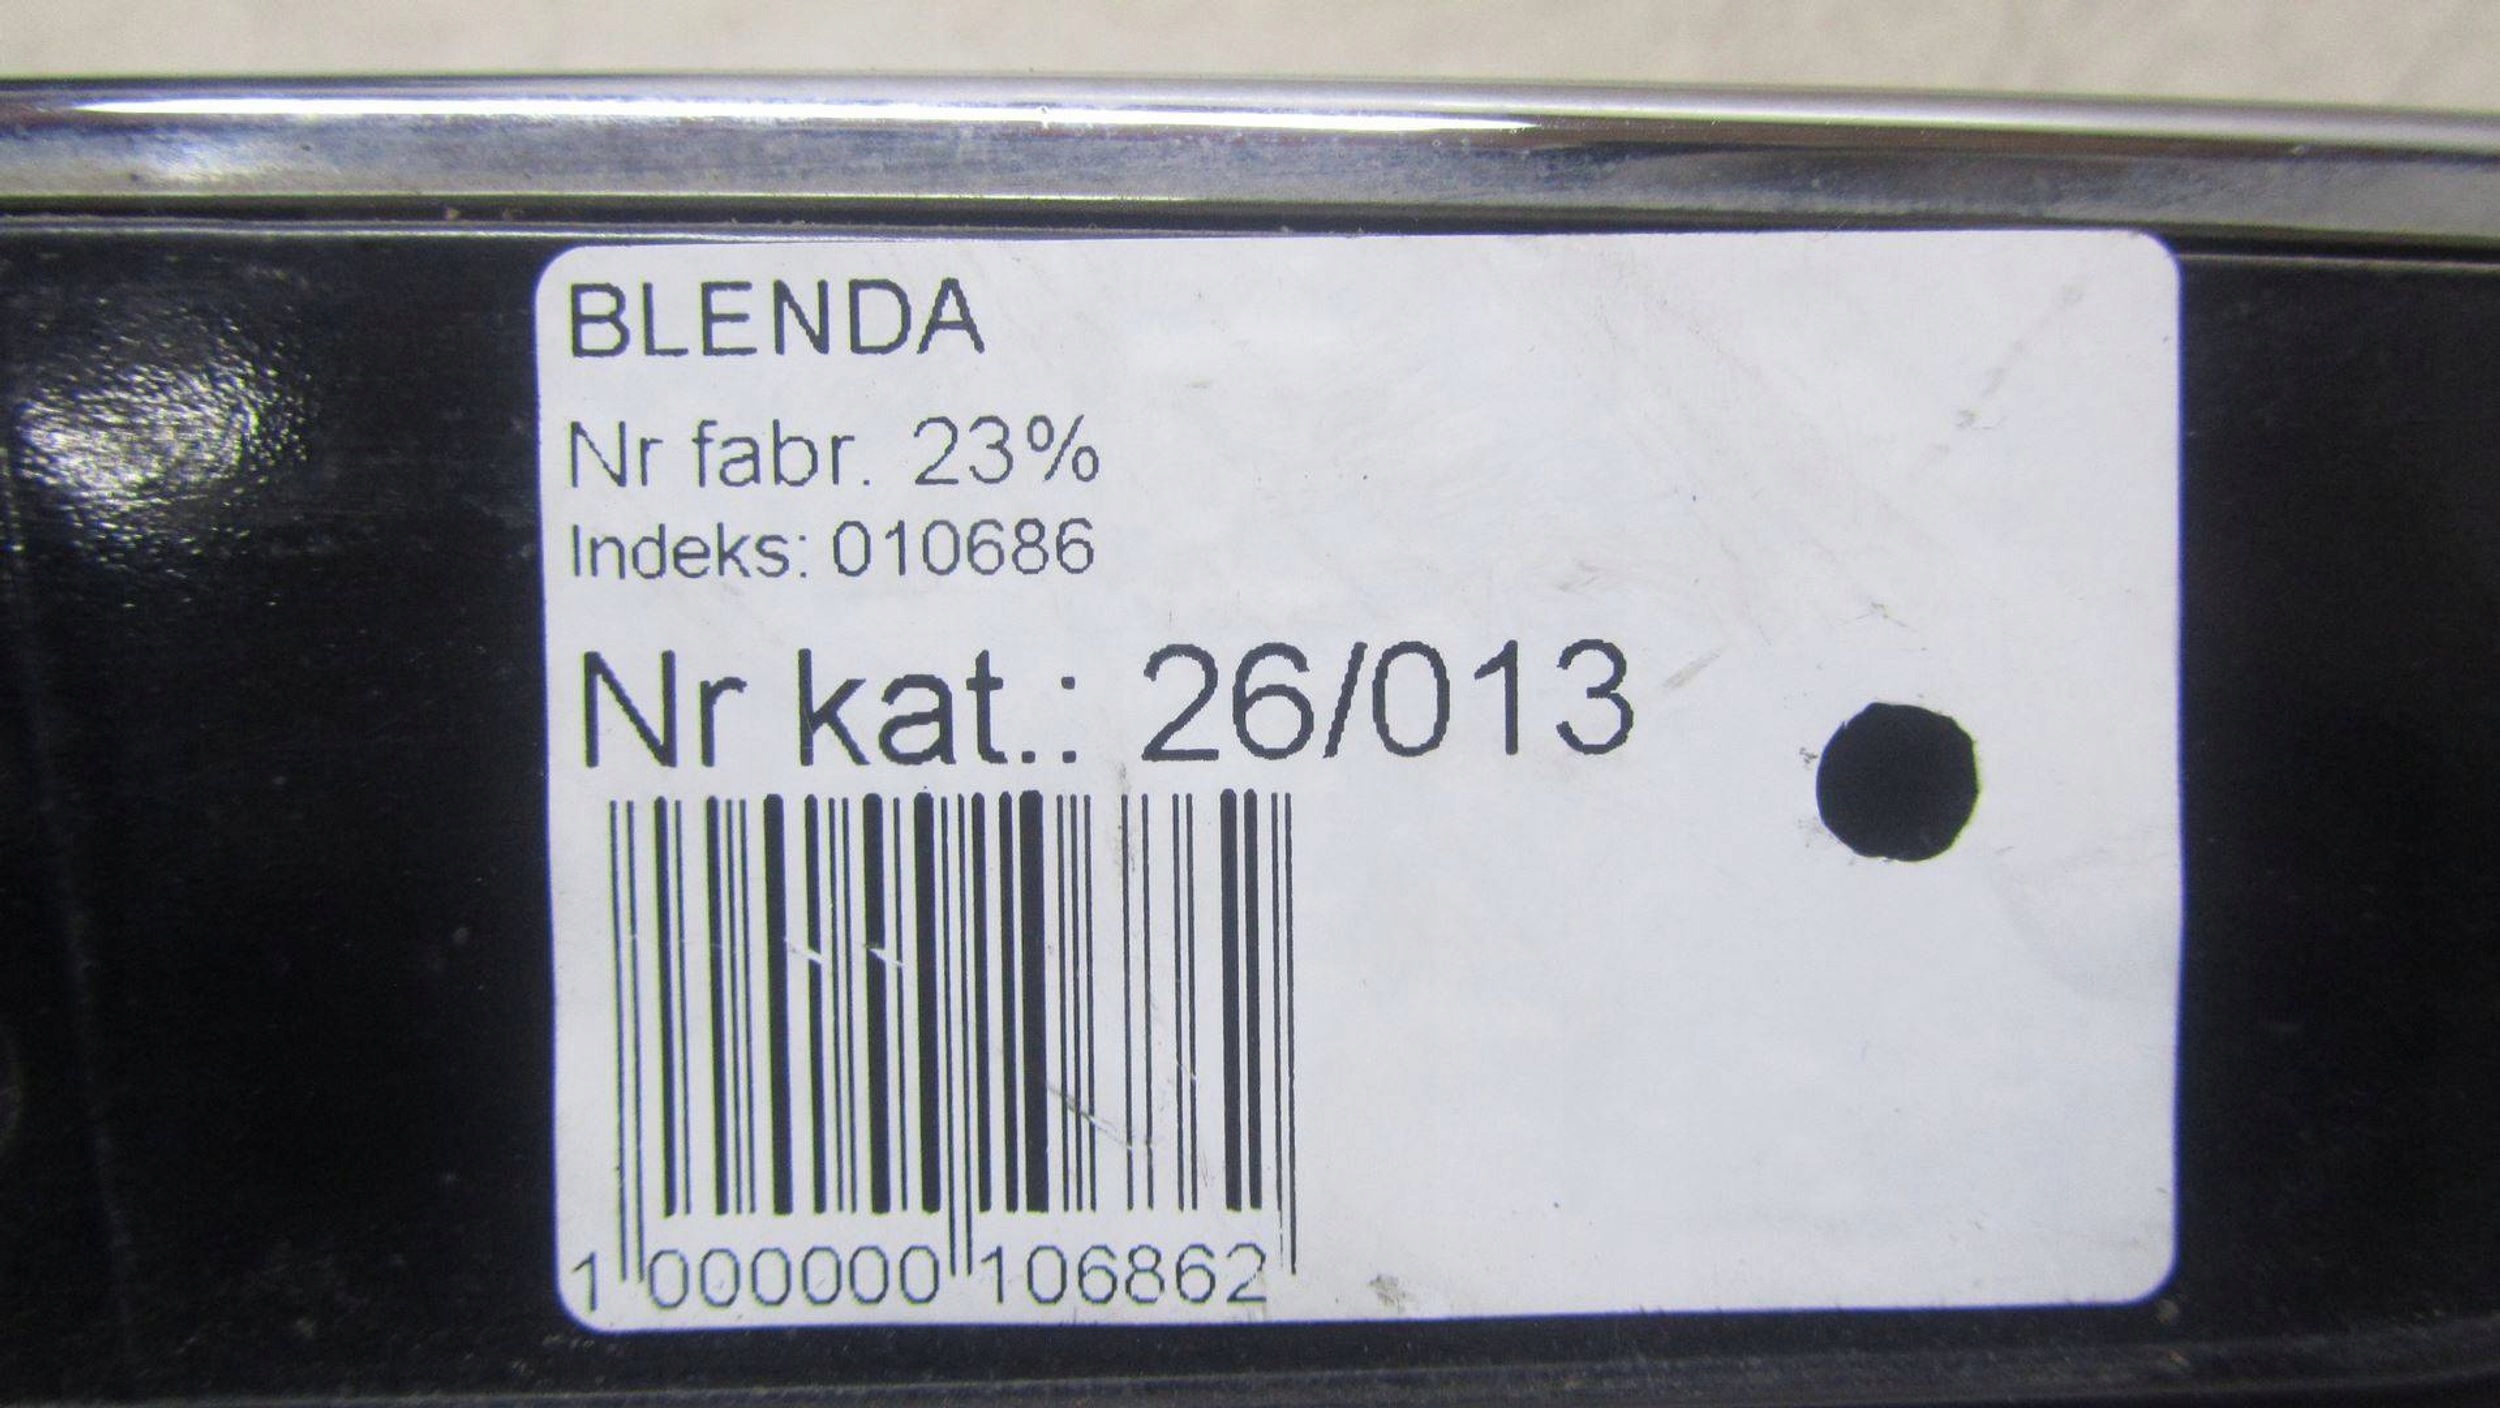 BLENDA
Nr fabr. 23%
Indeks: 010686
Nr kat.: 26/013
1 000000 106862